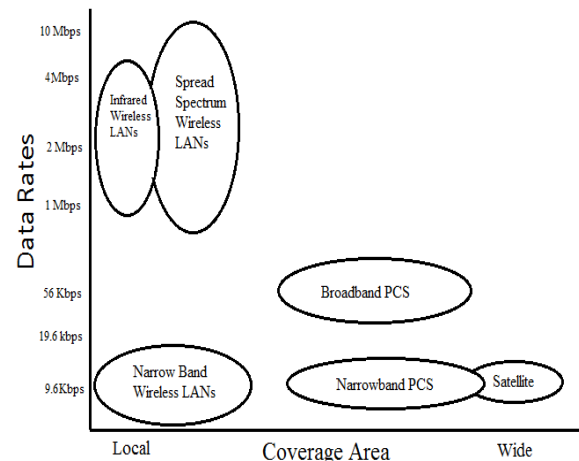 10 Mbps
4Mbps
2 Mbps
1 Mbps
56 Kbps
19.6 kbps
9.6Kbps
Data Rates
Infrared
Wireless
LANs
Spread
Spectrum
Wireless
LANs
Broadband PCS
Narrow Band
Wireless LANs
Narrowband PCS
Satellite
Local
Coverage Area
Wide